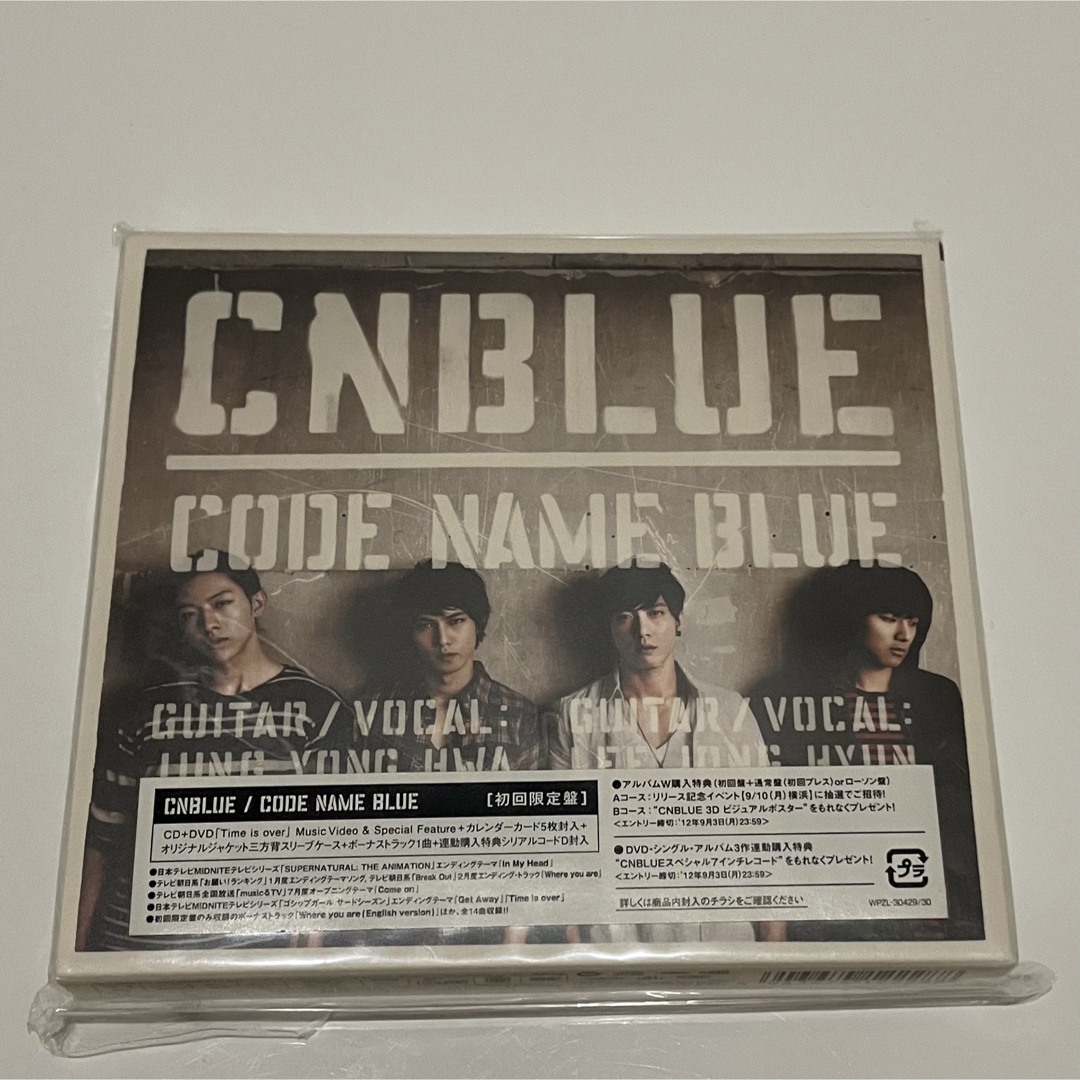 CNBLUE
CODE NAME BLUE
GUITAR / VOCAL: GUITAR / VOCAL:
JUNG YONG HWA LEE JONG HYUN
CNBLUE / CODE NAME BLUE [初回限定盤]
CD+DVD「Time is over」Music Video & Special Feature+カレンダーカード5枚封入+
オリジナルジャケット三方背スリーブケース+ボーナストラック1曲+連動購入特典シリアルコードD封入
●日本テレビMIDNITEテレビシリーズ「SUPERNATURAL: THE ANIMATION」エンディングテーマ「In My Head」
●テレビ朝日系「お願い!ランキング」1月度エンディングテーマソング, テレビ朝日系「Break Out」2月度エンディング・トラック「Where you are」
●テレビ朝日系全国放送「musicるTV」7月度オープニングテーマ「Come on」
●日本テレビMIDNITEテレビシリーズ「ゴシップガール サードシーズン」エンディングテーマ「Get Away」「Time is over」
●初回限定盤のみ収録のボーナストラック「Where you are(English version)」ほか、全14曲収録!!
●アルバムW購入特典(初回盤+通常盤(初回プレス)orローソン盤)
Aコース:リリース記念イベント[9/10(月)横浜]に抽選でご招待!
Bコース:“CNBLUE 3D ビジュアルポスター”をもれなくプレゼント!
<エントリー締切:'12年9月3日(月)23:59>
●DVD・シングル・アルバム3作連動購入特典
“CNBLUEスペシャル7インチレコード”をもれなくプレゼント!
<エントリー締切:'12年9月3日(月)23:59>
プラ
詳しくは商品内封入のチラシをご確認ください
WPZL-30429/30